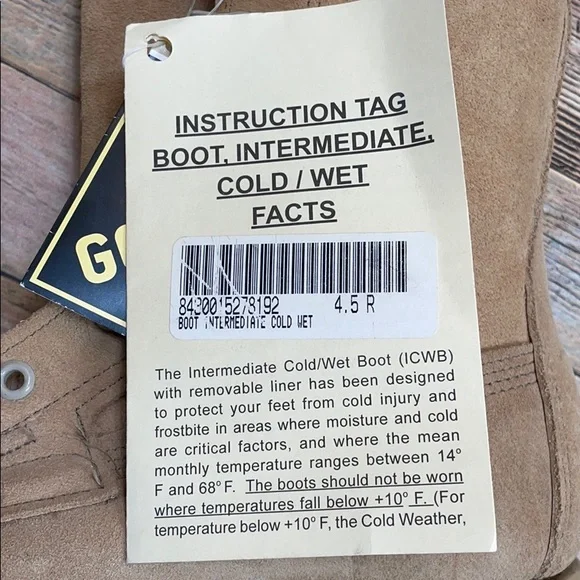 INSTRUCTION TAG
BOOT, INTERMEDIATE,
COLD / WET
FACTS
8430015278192 4.5 R
BOOT INTERMEDIATE COLD WET
The Intermediate Cold/Wet Boot (ICWB)
with removable liner has been designed
to protect your feet from cold injury and
frostbite in areas where moisture and cold
are critical factors, and where the mean
monthly temperature ranges between 14°
F and 68° F. The boots should not be worn
where temperatures fall below +10° F. (For
temperature below +10° F, the Cold Weather,